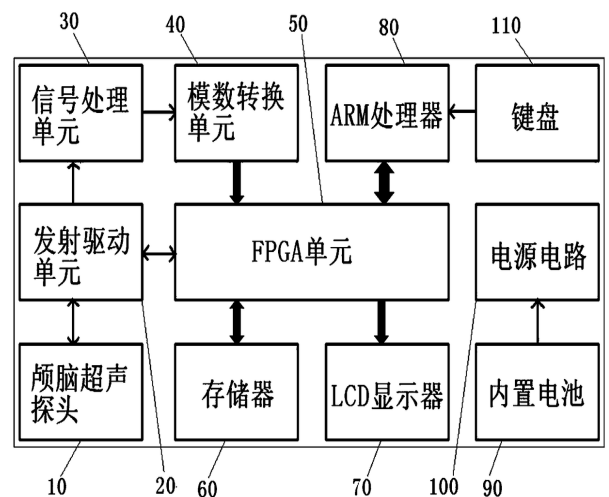 30
40
50
80
110
信号处理
单元
模数转换
单元
ARM处理器
键盘
发射驱动
单元
FPGA单元
电源电路
颅脑超声
探头
存储器
LCD显示器
内置电池
10
20
60
70
100
90